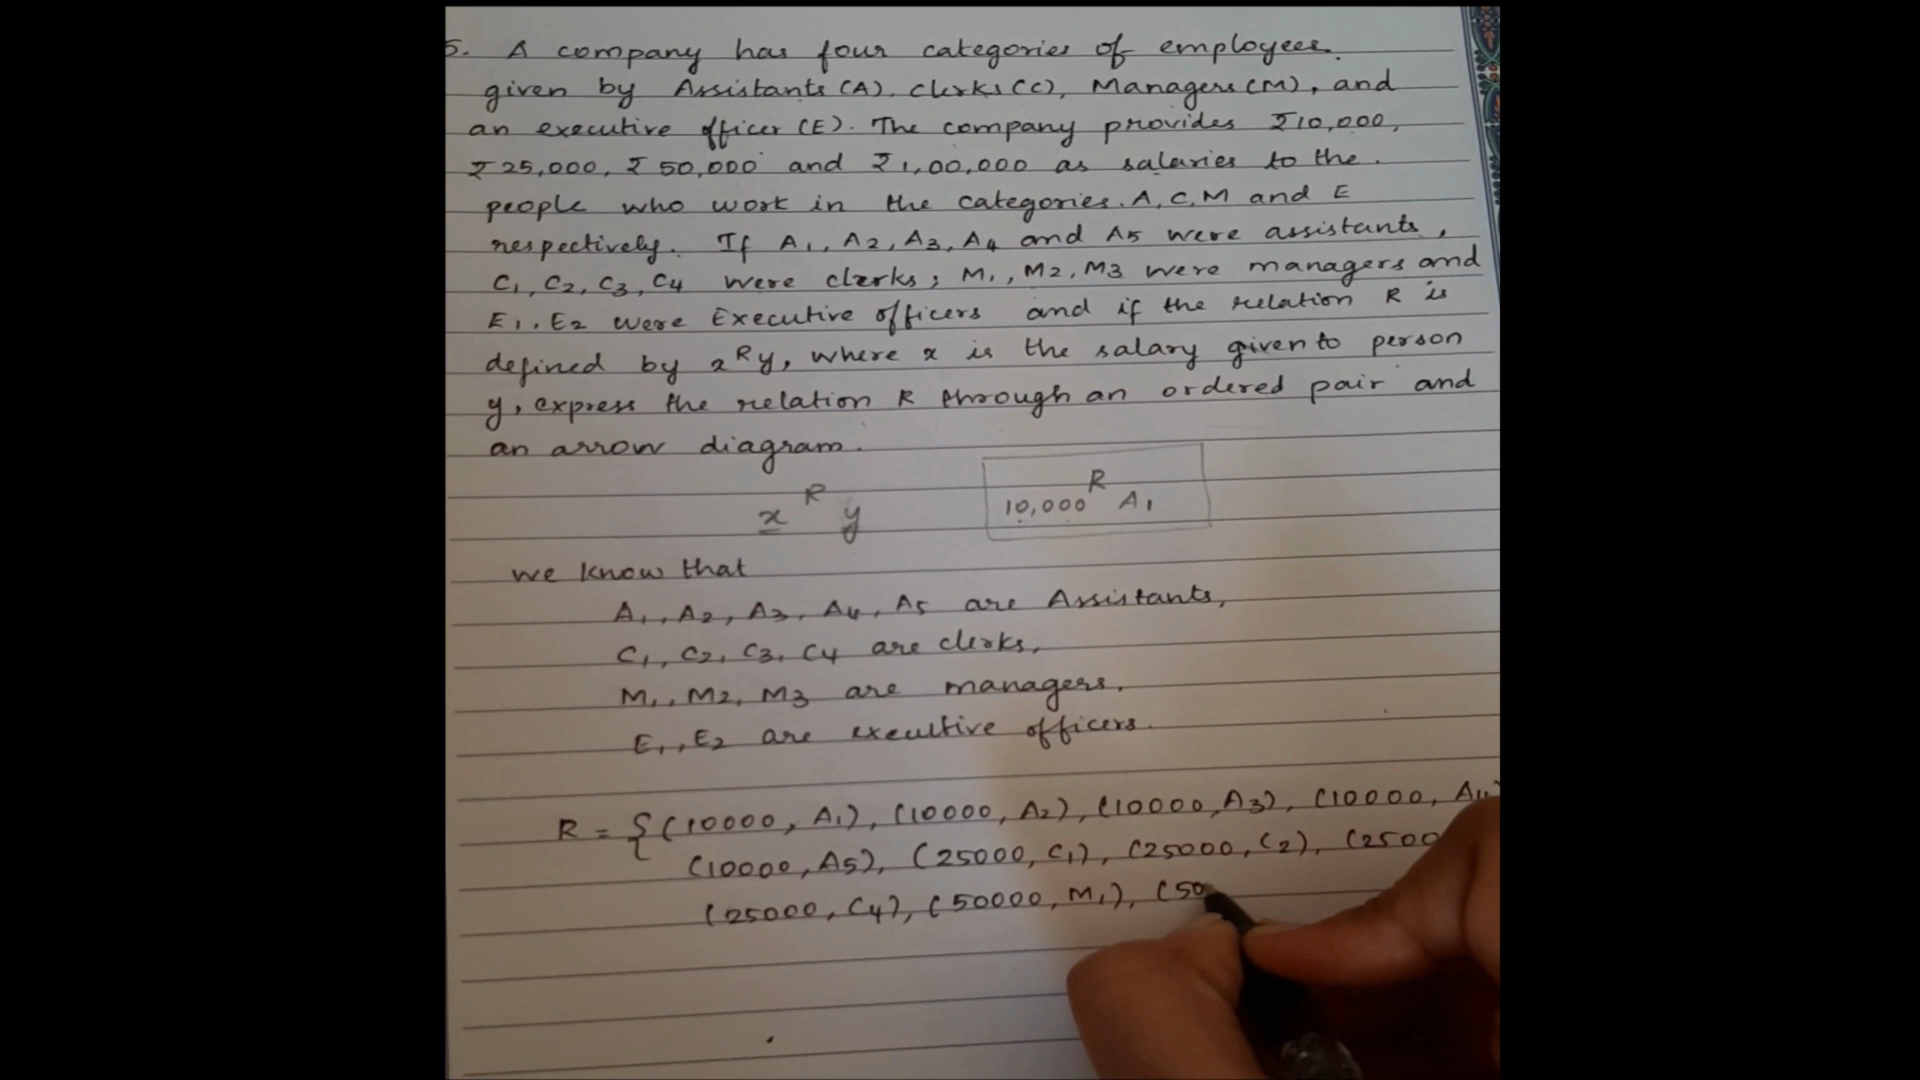 5. A company has four categories of employees.
given by Assistants (A), Clerks (C), Managers (M), and
an executive officer (E). The company provides ₹10,000,
₹25,000, ₹50,000 and ₹1,00,000 as salaries to the
people who work in the categories. A, C, M and E
respectively. If A1, A2, A3, A4 and A5 were assistants,
C1, C2, C3, C4 were clerks; M1, M2, M3 were managers and
E1, E2 were Executive officers and if the relation R is
defined by xRy, where x is the salary given to person
y, express the relation R through an ordered pair and
an arrow diagram.
x R y
10,000 R A1
we know that
A1, A2, A3, A4, A5 are Assistants,
C1, C2, C3, C4 are clerks,
M1, M2, M3 are managers,
E1, E2 are exeutive officers.
R = {(10000, A1), (10000, A2), (10000, A3), (10000, A4)
(10000, A5), (25000, C1), (25000, C2), (2500
(25000, C4), (50000, M1), (50